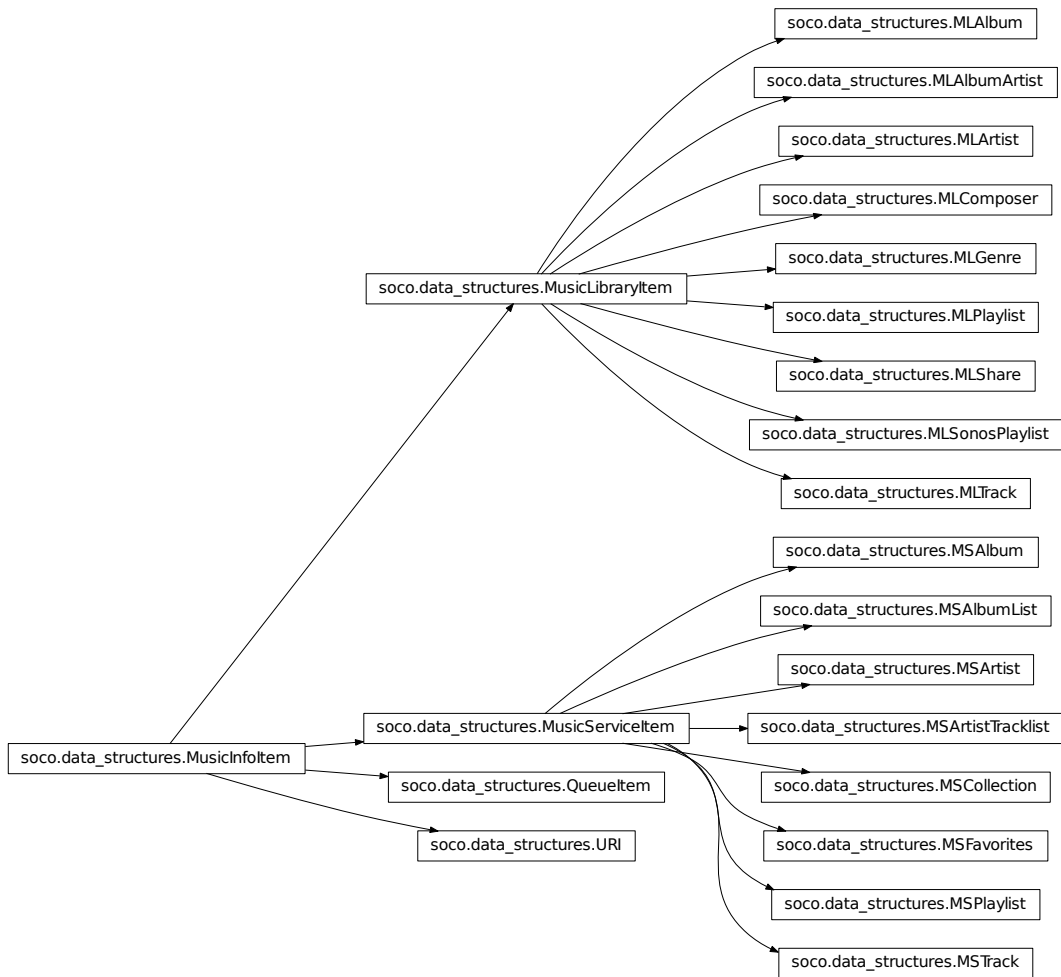 soco.data_structures.MLAlbum
soco.data_structures.MLAlbumArtist
soco.data_structures.MLArtist
soco.data_structures.MLComposer
soco.data_structures.MLGenre
soco.data_structures.MusicLibraryItem
soco.data_structures.MLPlaylist
soco.data_structures.MLShare
soco.data_structures.MLSonosPlaylist
soco.data_structures.MLTrack
soco.data_structures.MSAlbum
soco.data_structures.MSAlbumList
soco.data_structures.MSArtist
soco.data_structures.MusicServiceItem
soco.data_structures.MSArtistTracklist
soco.data_structures.MusicInfoItem
soco.data_structures.QueueItem
soco.data_structures.MSCollection
soco.data_structures.URI
soco.data_structures.MSFavorites
soco.data_structures.MSPlaylist
soco.data_structures.MSTrack